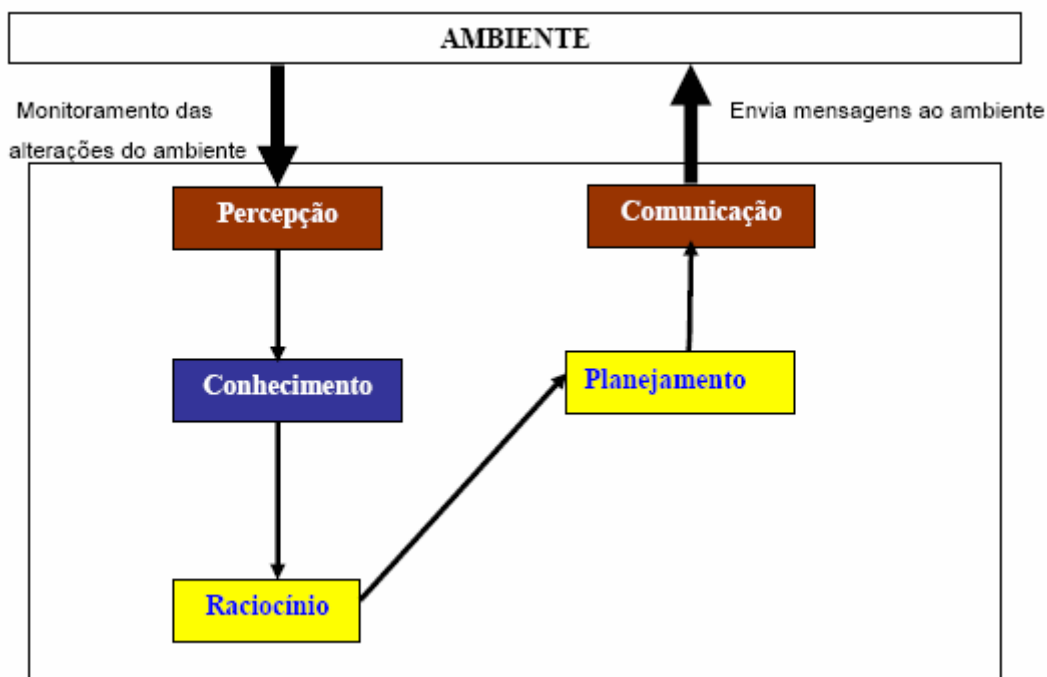 AMBIENTE
Monitoramento das
alterações do ambiente
Envia mensagens ao ambiente
Percepção
Comunicação
Conhecimento
Planejamento
Raciocínio